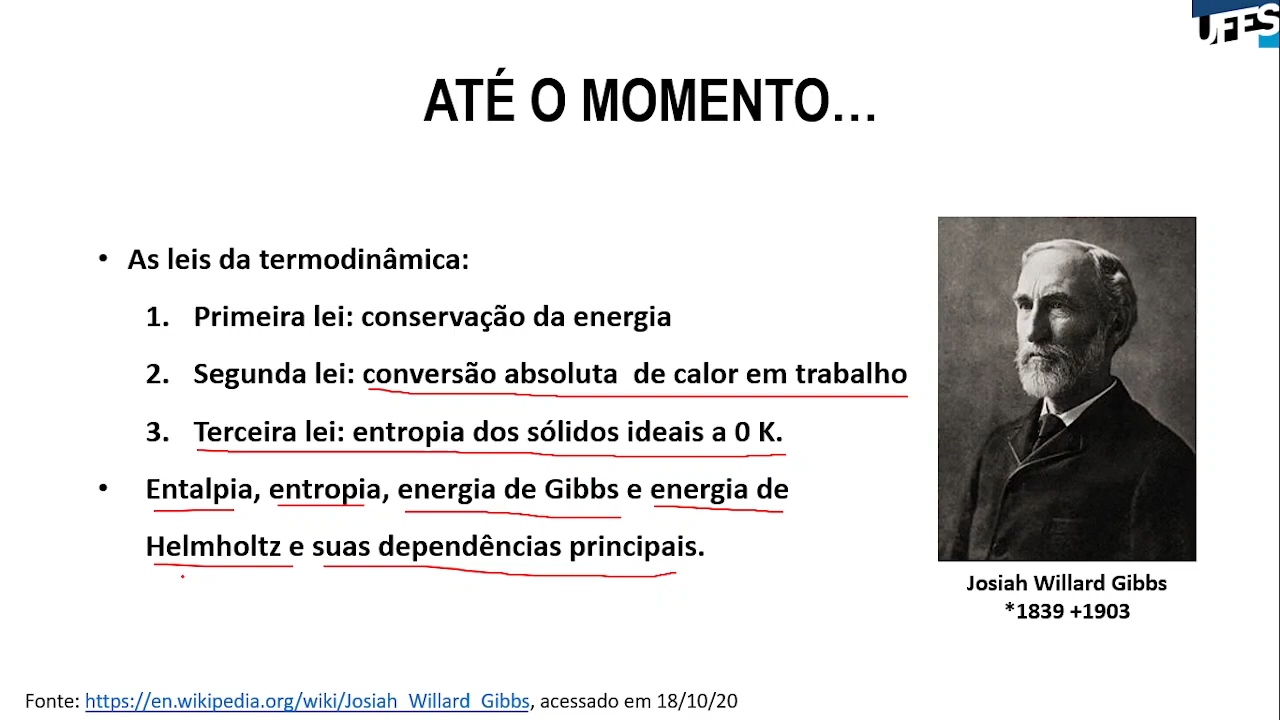 UFES
ATÉ O MOMENTO...
• As leis da termodinâmica:
1. Primeira lei: conservação da energia
2. Segunda lei: conversão absoluta de calor em trabalho
3. Terceira lei: entropia dos sólidos ideais a 0 K.
• Entalpia, entropia, energia de Gibbs e energia de
Helmholtz e suas dependências principais.
Josiah Willard Gibbs
*1839 +1903
Fonte: https://en.wikipedia.org/wiki/Josiah_Willard_Gibbs, acessado em 18/10/20